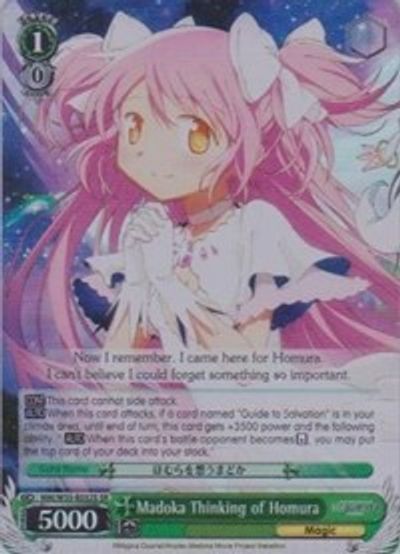 1
0
Now I remember. I came here for Homura.
I can't believe I could forget something so important.
CONT This card cannot side attack.
AUTO When this card attacks, if a card named "Guide to Salvation" is in your
climax area, until end of turn, this card gets +3500 power and the following
ability. " AUTO When this card's battle opponent becomes , you may put
the top card of your deck into your stock."
ほむらを想うまどか
Madoka Thinking of Homura
5000
Magic